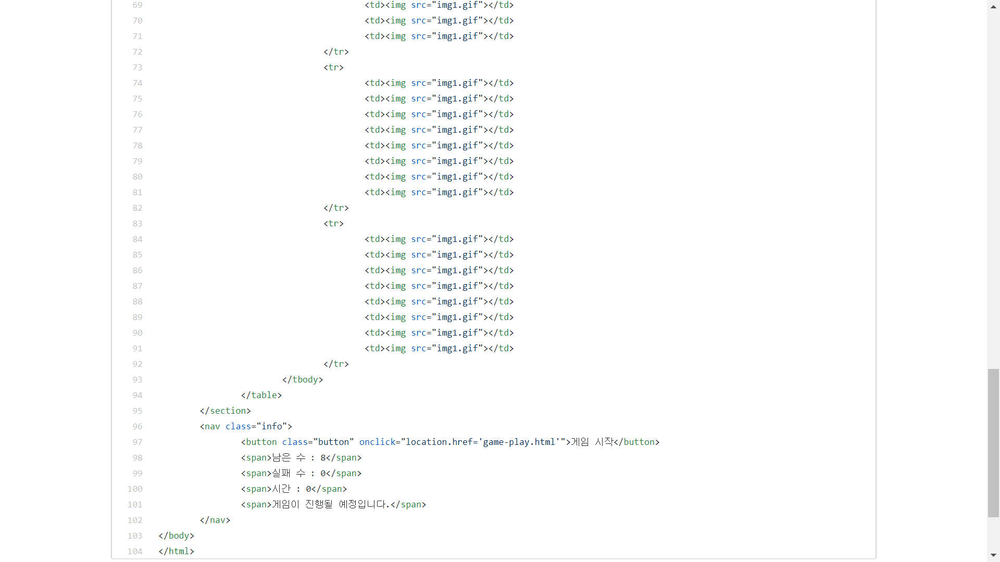 69 <td><img src="img1.gif"></td>
70 <td><img src="img1.gif"></td>
71 <td><img src="img1.gif"></td>
72 </tr>
73 <tr>
74 <td><img src="img1.gif"></td>
75 <td><img src="img1.gif"></td>
76 <td><img src="img1.gif"></td>
77 <td><img src="img1.gif"></td>
78 <td><img src="img1.gif"></td>
79 <td><img src="img1.gif"></td>
80 <td><img src="img1.gif"></td>
81 <td><img src="img1.gif"></td>
82 </tr>
83 <tr>
84 <td><img src="img1.gif"></td>
85 <td><img src="img1.gif"></td>
86 <td><img src="img1.gif"></td>
87 <td><img src="img1.gif"></td>
88 <td><img src="img1.gif"></td>
89 <td><img src="img1.gif"></td>
90 <td><img src="img1.gif"></td>
91 <td><img src="img1.gif"></td>
92 </tr>
93 </tbody>
94 </table>
95 </section>
96 <nav class="info">
97 <button class="button" onclick="location.href='game-play.html'">게임 시작</button>
98 <span>남은 수 : 8</span>
99 <span>실패 수 : 0</span>
100 <span>시간 : 0</span>
101 <span>게임이 진행될 예정입니다.</span>
102 </nav>
103 </body>
104 </html>